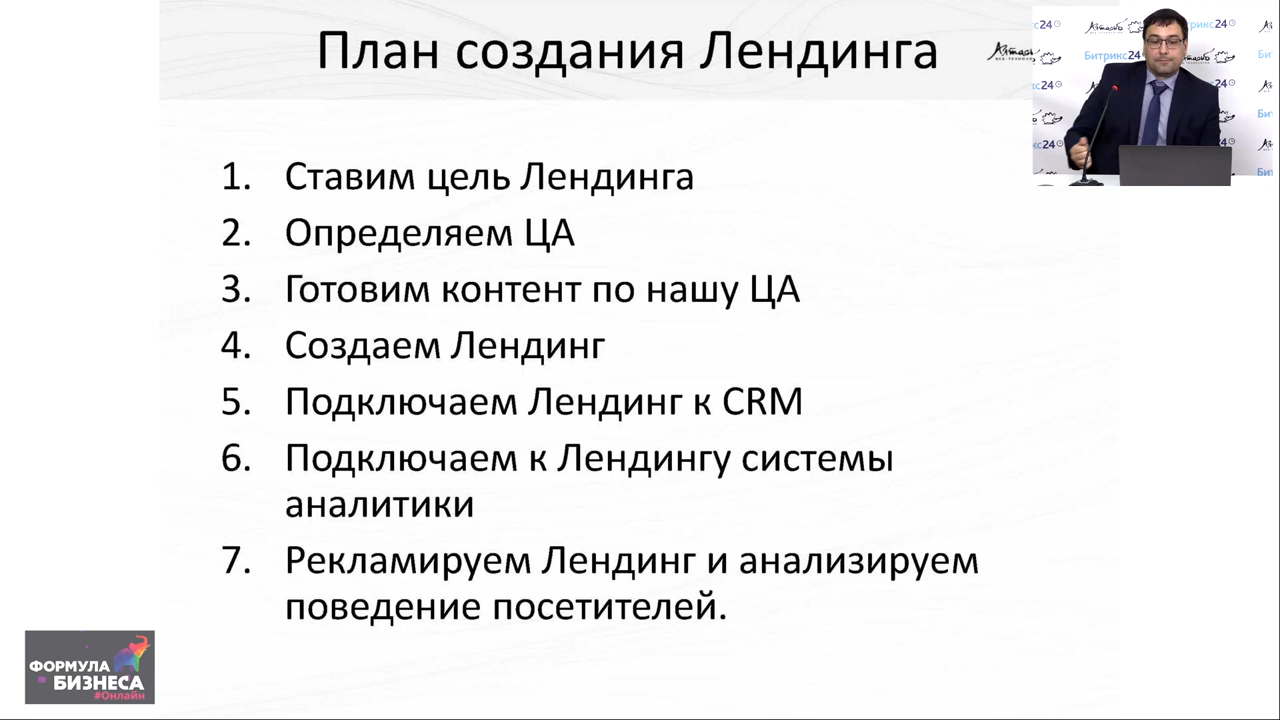 План создания Лендинга
1. Ставим цель Лендинга
2. Определяем ЦА
3. Готовим контент по нашу ЦА
4. Создаем Лендинг
5. Подключаем Лендинг к CRM
6. Подключаем к Лендингу системы
аналитики
7. Рекламируем Лендинг и анализируем
поведение посетителей.
Битрикс24
ФОРМУЛА
БИЗНЕСА
#Онлайн